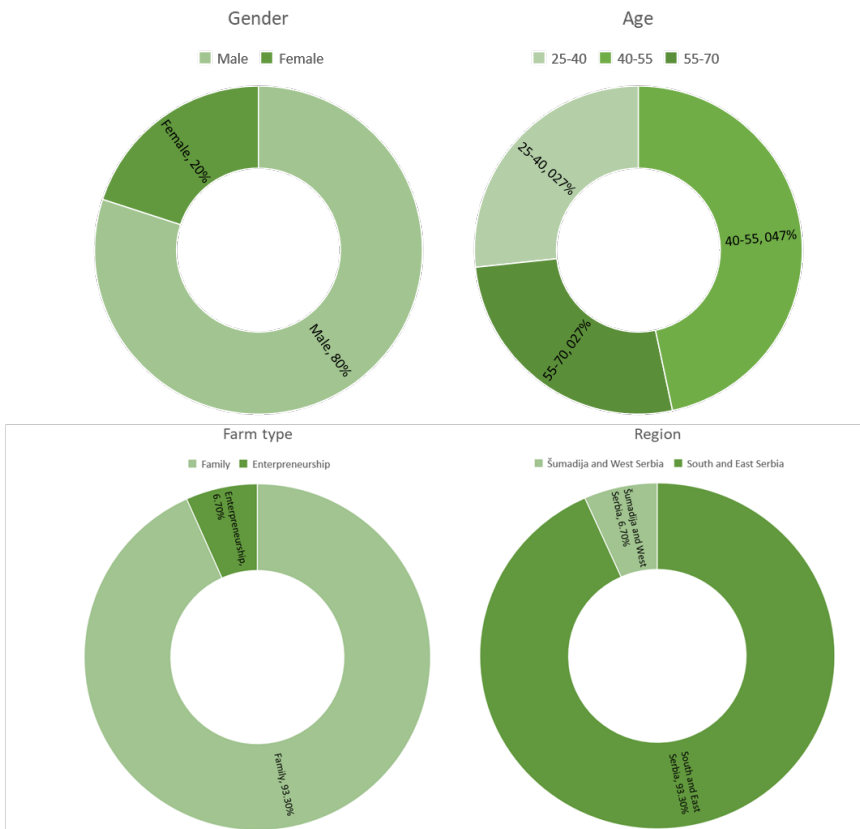 Gender
Male Female
Female, 20%
Male, 80%
Age
25-40 40-55 55-70
25-40, 027%
40-55, 047%
55-70, 027%
Farm type
Family Enterpreneurship
Enterpreneurship,
6.70%
Family, 93.30%
Region
Šumadija and West Serbia South and East Serbia
Šumadija and West
Serbia, 6.70%
South and East
Serbia, 93.30%